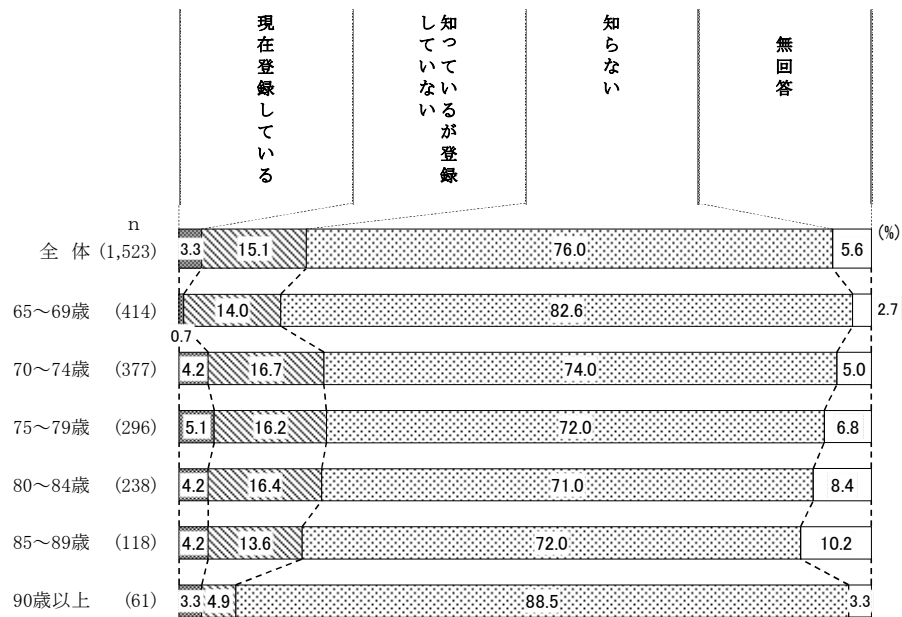 現在登録している
知っているが登録
していない
知らない
無回答
n
(%)
全 体 (1,523) 3.3 15.1 76.0 5.6
65～69歳 (414) 0.7 14.0 82.6 2.7
70～74歳 (377) 4.2 16.7 74.0 5.0
75～79歳 (296) 5.1 16.2 72.0 6.8
80～84歳 (238) 4.2 16.4 71.0 8.4
85～89歳 (118) 4.2 13.6 72.0 10.2
90歳以上 (61) 3.3 4.9 88.5 3.3